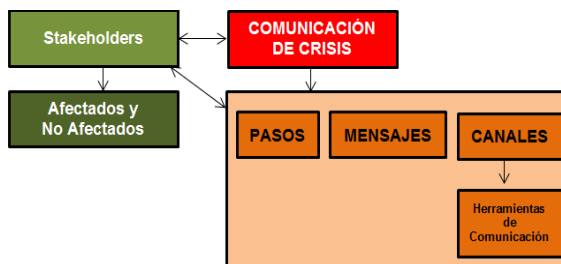 Stakeholders
COMUNICACIÓN
DE CRISIS
Afectados y
No Afectados
PASOS
MENSAJES
CANALES
Herramientas
de
Comunicación